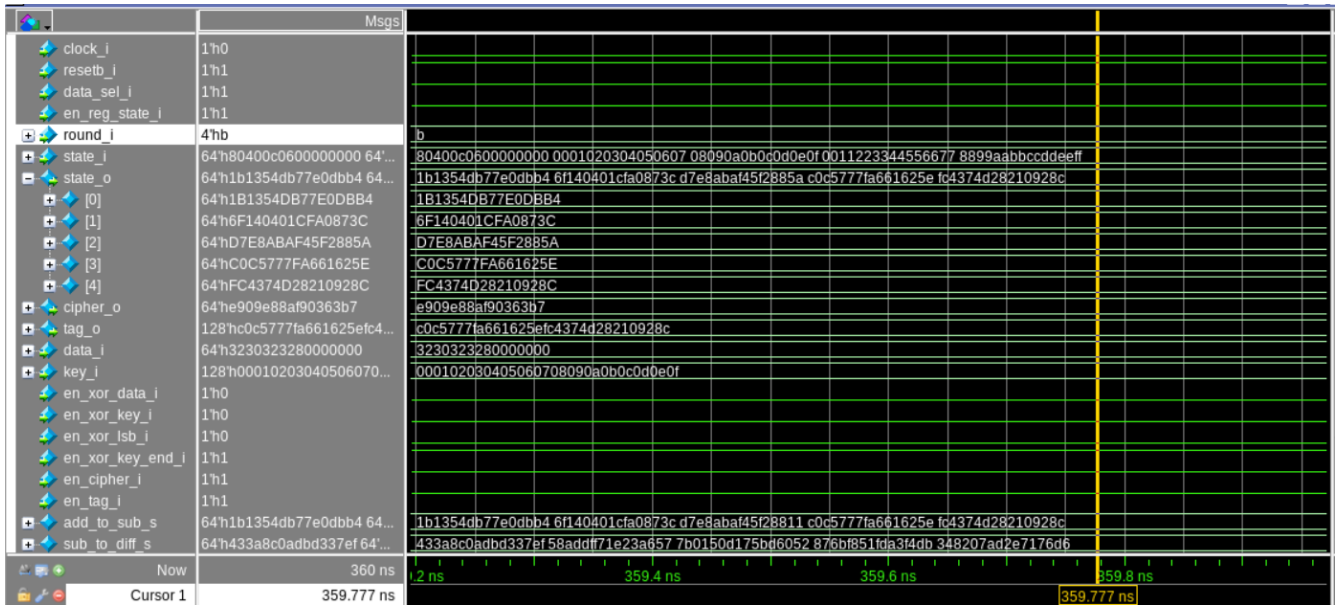 Msgs
clock_i 1'h0
resetb_i 1'h1
data_sel_i 1'h1
en_reg_state_i 1'h1
round_i 4'hb b
state_i 64'h80400c0600000000 64'... 80400c0600000000 0001020304050607 08090a0b0c0d0e0f 0011223344556677 8899aabbccddeeff
state_o 64'h1b1354db77e0dbb4 64... 1b1354db77e0dbb4 6f140401cfa0873c d7e8abaf45f2885a c0c5777fa661625e fc4374d28210928c
[0] 64'h1B1354DB77E0DBB4 1B1354DB77E0DBB4
[1] 64'h6F140401CFA0873C 6F140401CFA0873C
[2] 64'hD7E8ABAF45F2885A D7E8ABAF45F2885A
[3] 64'hC0C5777FA661625E C0C5777FA661625E
[4] 64'hFC4374D28210928C FC4374D28210928C
cipher_o 64'he909e88af90363b7 e909e88af90363b7
tag_o 128'hc0c5777fa661625efc4... c0c5777fa661625efc4374d28210928c
data_i 64'h3230323280000000 3230323280000000
key_i 128'h00010203040506070... 000102030405060708090a0b0c0d0e0f
en_xor_data_i 1'h0
en_xor_key_i 1'h0
en_xor_lsb_i 1'h0
en_xor_key_end_i 1'h1
en_cipher_i 1'h1
en_tag_i 1'h1
add_to_sub_s 64'h1b1354db77e0dbb4 64... 1b1354db77e0dbb4 6f140401cfa0873c d7e8abaf45f28811 c0c5777fa661625e fc4374d28210928c
sub_to_diff_s 64'h433a8c0adbd337ef 64'... 433a8c0adbd337ef 58addff71e23a657 7b0150d175bd6052 876bf851fda3f4db 348207ad2e7176d6
Now 360 ns .2 ns 359.4 ns 359.6 ns 359.8 ns
Cursor 1 359.777 ns 359.777 ns